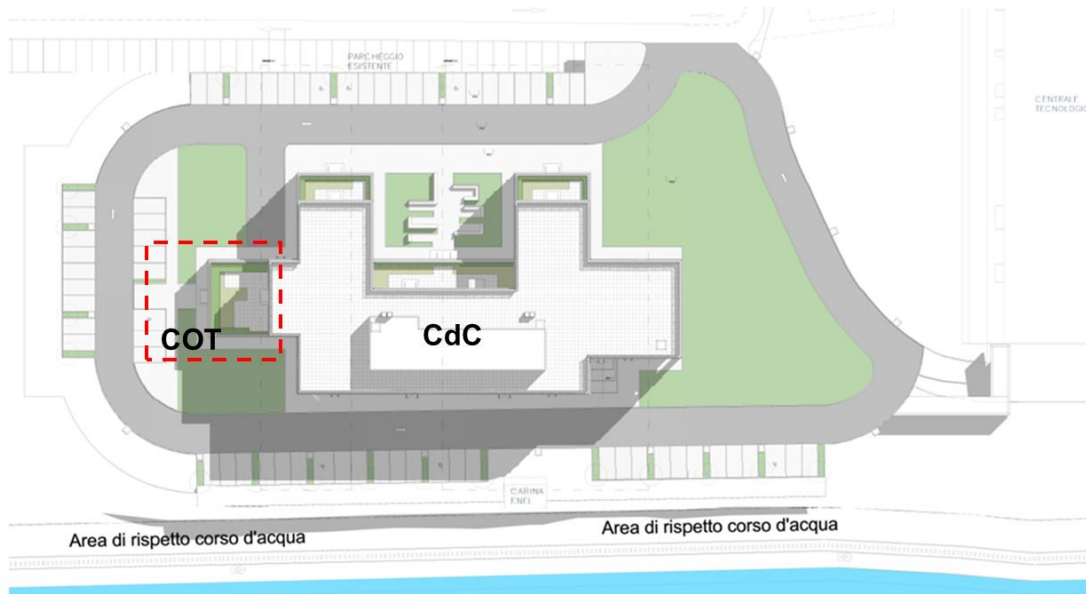 PARCHEGGIO
ESISTENTE
CENTRALE
TECNOLOGIC
COT
CdC
CABINA
ENEL
Area di rispetto corso d'acqua
Area di rispetto corso d'acqua